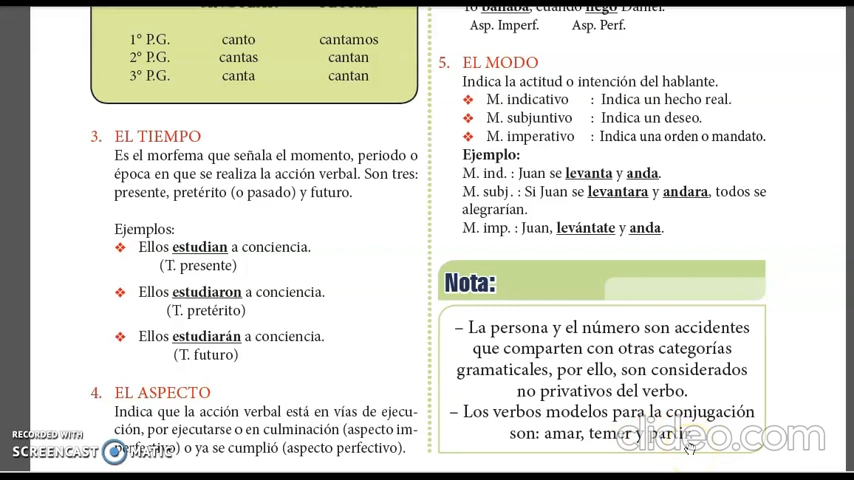 1° P.G. canto cantamos
2° P.G. cantas cantan
3° P.G. canta cantan
3. EL TIEMPO
Es el morfema que señala el momento, periodo o
época en que se realiza la acción verbal. Son tres:
presente, pretérito (o pasado) y futuro.
Ejemplos:
❖ Ellos estudian a conciencia.
(T. presente)
❖ Ellos estudiaron a conciencia.
(T. pretérito)
❖ Ellos estudiarán a conciencia.
(T. futuro)
4. EL ASPECTO
Indica que la acción verbal está en vías de ejecu-
ción, por ejecutarse o en culminación (aspecto im-
perfectivo) o ya se cumplió (aspecto perfectivo).
Yo bailaba, cuando llegó Daniel.
Asp. Imperf. Asp. Perf.
5. EL MODO
Indica la actitud o intención del hablante.
❖ M. indicativo : Indica un hecho real.
❖ M. subjuntivo : Indica un deseo.
❖ M. imperativo : Indica una orden o mandato.
Ejemplo:
M. ind. : Juan se levanta y anda.
M. subj. : Si Juan se levantara y andara, todos se
alegrarían.
M. imp. : Juan, levántate y anda.
Nota:
– La persona y el número son accidentes
que comparten con otras categorías
gramaticales, por ello, son considerados
no privativos del verbo.
– Los verbos modelos para la conjugación
son: amar, temer y partir.
clideo.com
RECORDED WITH
SCREENCAST MATIC